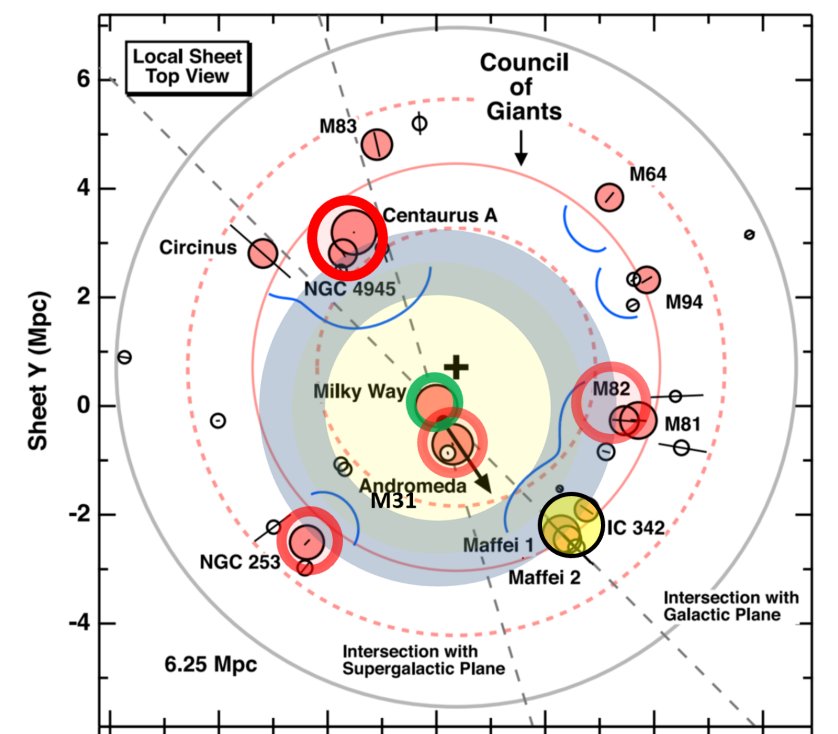 Local Sheet
Top View
Council
of
Giants
6
M83
M64
4
Centaurus A
Circinus
NGC 4945
2
M94
Sheet Y (Mpc)
Milky Way
M82
0
M81
Andromeda
M31
-2
IC 342
Maffei 1
NGC 253
Maffei 2
Intersection with
Galactic Plane
-4
Intersection with
Supergalactic Plane
6.25 Mpc